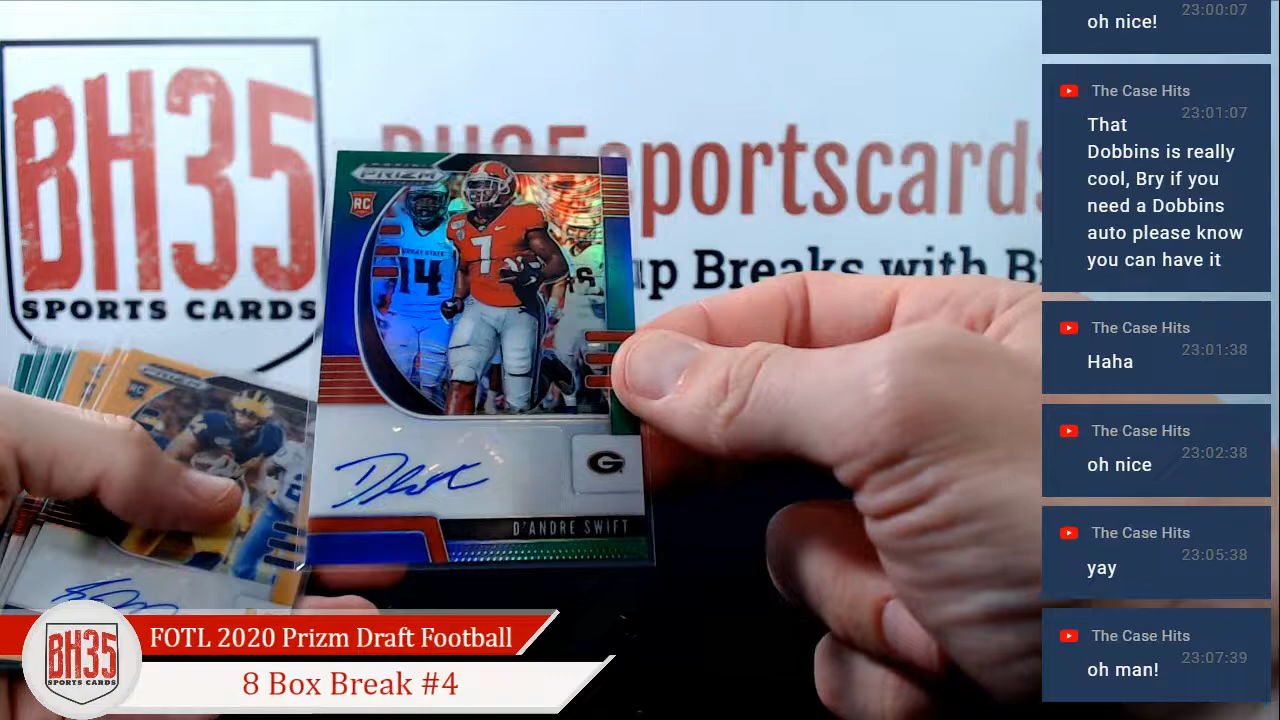 BH35
SPORTS CARDS
BH35sportscards
up Breaks with B
PRIZM
RC
14
7
G
D'ANDRE SWIFT
PRIZM
RC
BH35
SPORTS CARDS
FOTL 2020 Prizm Draft Football
8 Box Break #4
23:00:07
oh nice!
The Case Hits
23:01:07
That
Dobbins is really
cool, Bry if you
need a Dobbins
auto please know
you can have it
The Case Hits
23:01:38
Haha
The Case Hits
23:02:38
oh nice
The Case Hits
23:05:38
yay
The Case Hits
23:07:39
oh man!